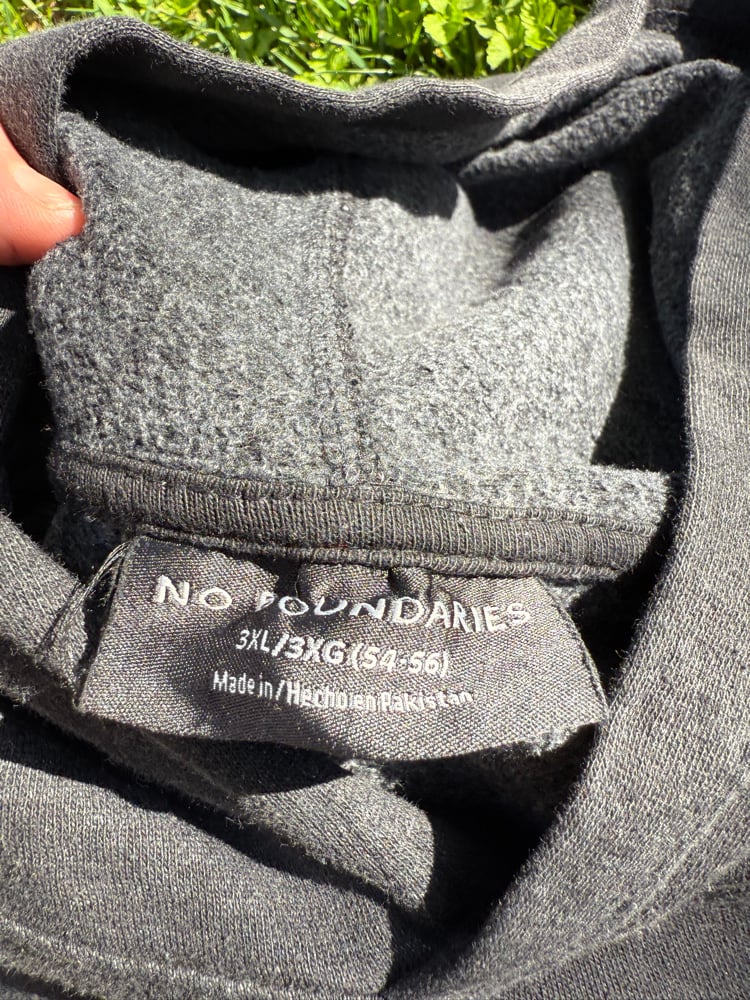 NO BOUNDARIES
3XL/3XG (54-56)
Made in / Hecho en Pakistan